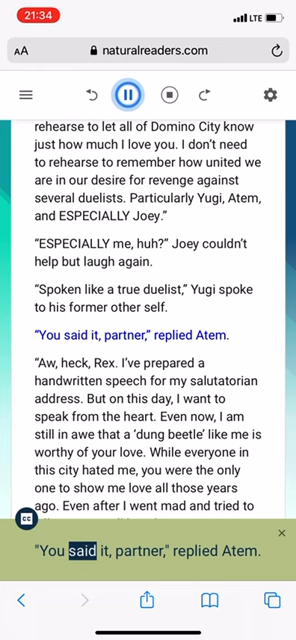 21:34
LTE
AA naturalreaders.com
rehearse to let all of Domino City know
just how much I love you. I don't need
to rehearse to remember how united we
are in our desire for revenge against
several duelists. Particularly Yugi, Atem,
and ESPECIALLY Joey."
"ESPECIALLY me, huh?" Joey couldn't
help but laugh again.
"Spoken like a true duelist," Yugi spoke
to his former other self.
"You said it, partner," replied Atem.
"Aw, heck, Rex. I've prepared a
handwritten speech for my salutatorian
address. But on this day, I want to
speak from the heart. Even now, I am
still in awe that a 'dung beetle' like me is
worthy of your love. While everyone in
this city hated me, you were the only
one to show me love all those years
ago. Even after I went mad and tried to
CC
"You said it, partner," replied Atem.